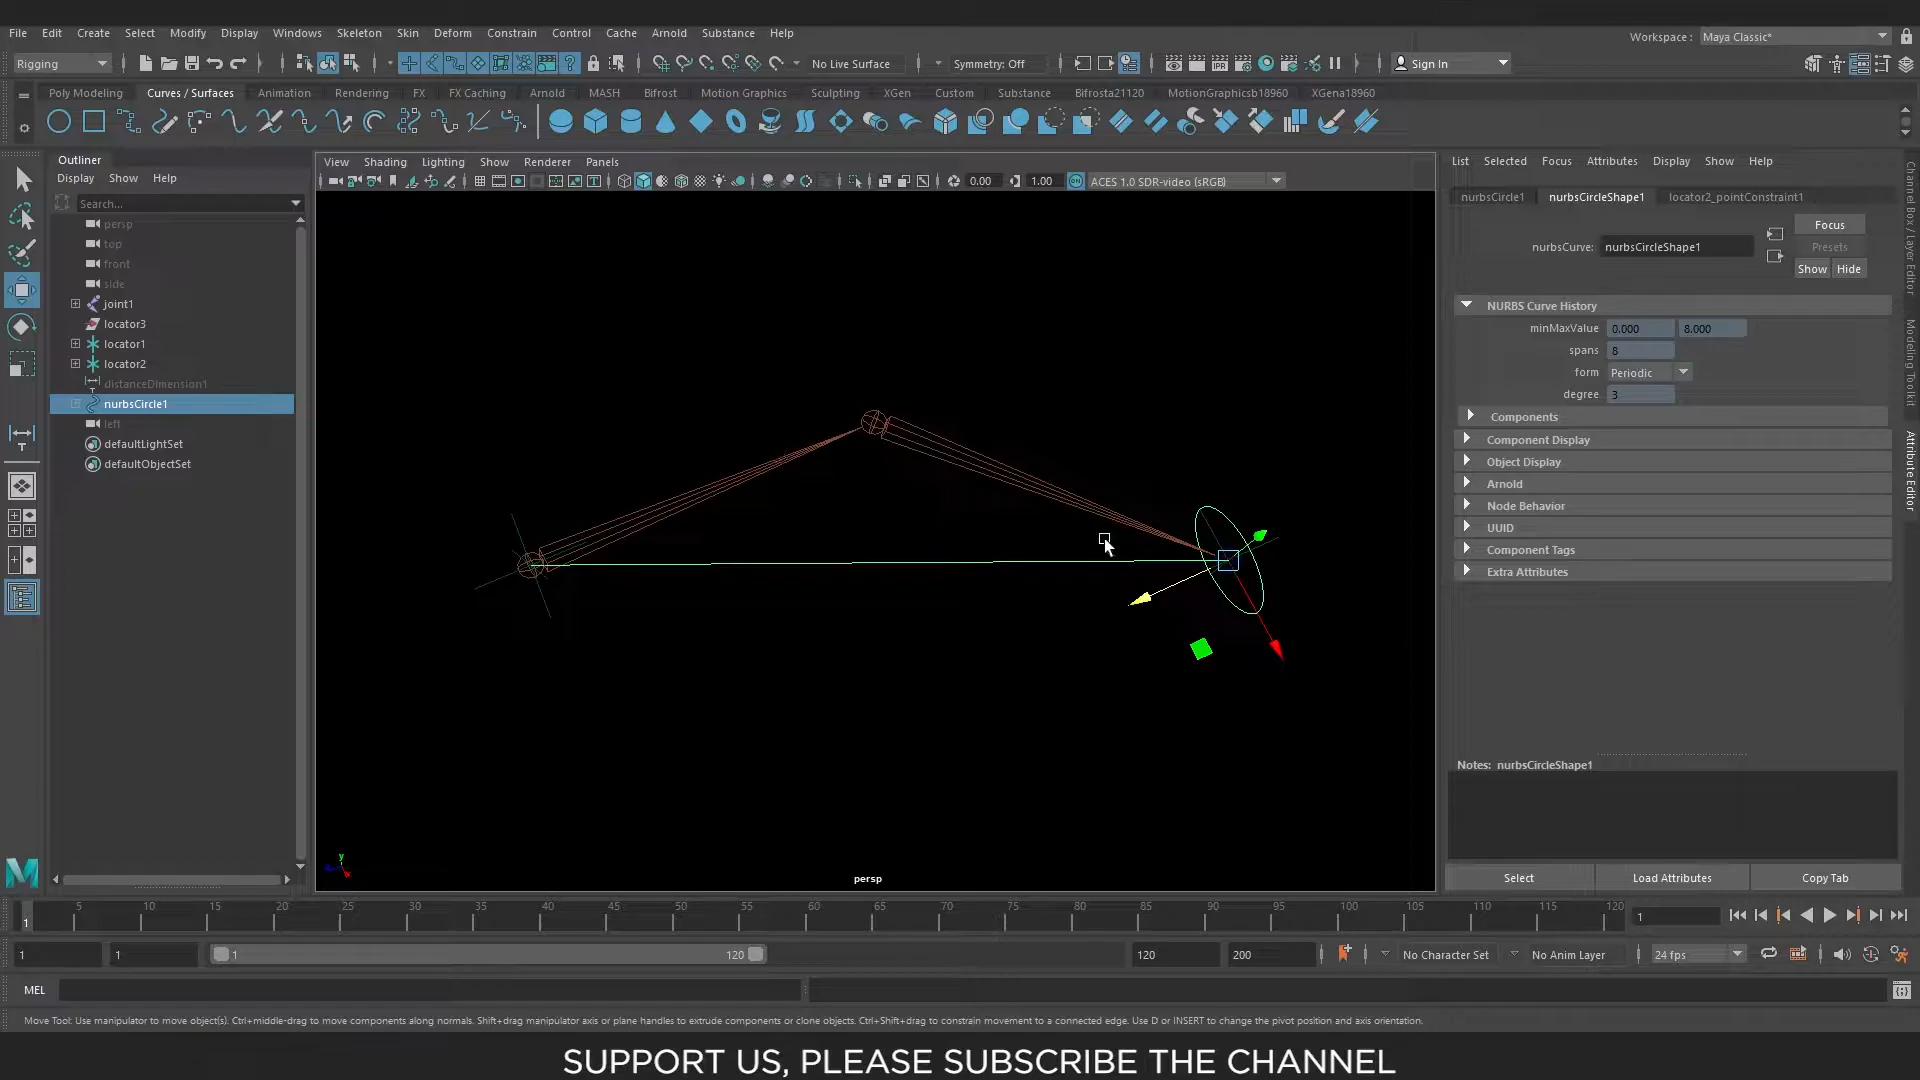 File Edit Create Select Modify Display Windows Skeleton Skin Deform Constrain Control Cache Arnold Substance Help
Workspace : Maya Classic*
Rigging No Live Surface Symmetry: Off Sign In
Poly Modeling Curves / Surfaces Animation Rendering FX FX Caching Arnold MASH Bifrost Motion Graphics Sculpting XGen Custom Substance Bifrosta21120 MotionGraphicsb18960 XGena18960
Outliner
Display Show Help
Search...
persp
top
front
side
joint1
locator3
locator1
locator2
distanceDimension1
nurbsCircle1
left
defaultLightSet
defaultObjectSet
View Shading Lighting Show Renderer Panels
0.00 1.00 ACES 1.0 SDR-video (sRGB)
persp
List Selected Focus Attributes Display Show Help
nurbsCircle1 nurbsCircleShape1 locator2_pointConstraint1
Focus
nurbsCurve: nurbsCircleShape1 Presets
Show Hide
NURBS Curve History
minMaxValue 0.000 8.000
spans 8
form Periodic
degree 3
Components
Component Display
Object Display
Arnold
Node Behavior
UUID
Component Tags
Extra Attributes
Notes: nurbsCircleShape1
Select Load Attributes Copy Tab
Channel Box / Layer Editor
Modeling Toolkit
Attribute Editor
5 10 15 20 25 30 35 40 45 50 55 60 65 70 75 80 85 90 95 100 105 110 115 120
1 1
1 1 1 120 120 200 No Character Set No Anim Layer 24 fps
MEL
Move Tool: Use manipulator to move object(s). Ctrl+middle-drag to move components along normals. Shift+drag manipulator axis or plane handles to extrude components or clone objects. Ctrl+Shift+drag to constrain movement to a connected edge. Use D or INSERT to change the pivot position and axis orientation.
SUPPORT US, PLEASE SUBSCRIBE THE CHANNEL